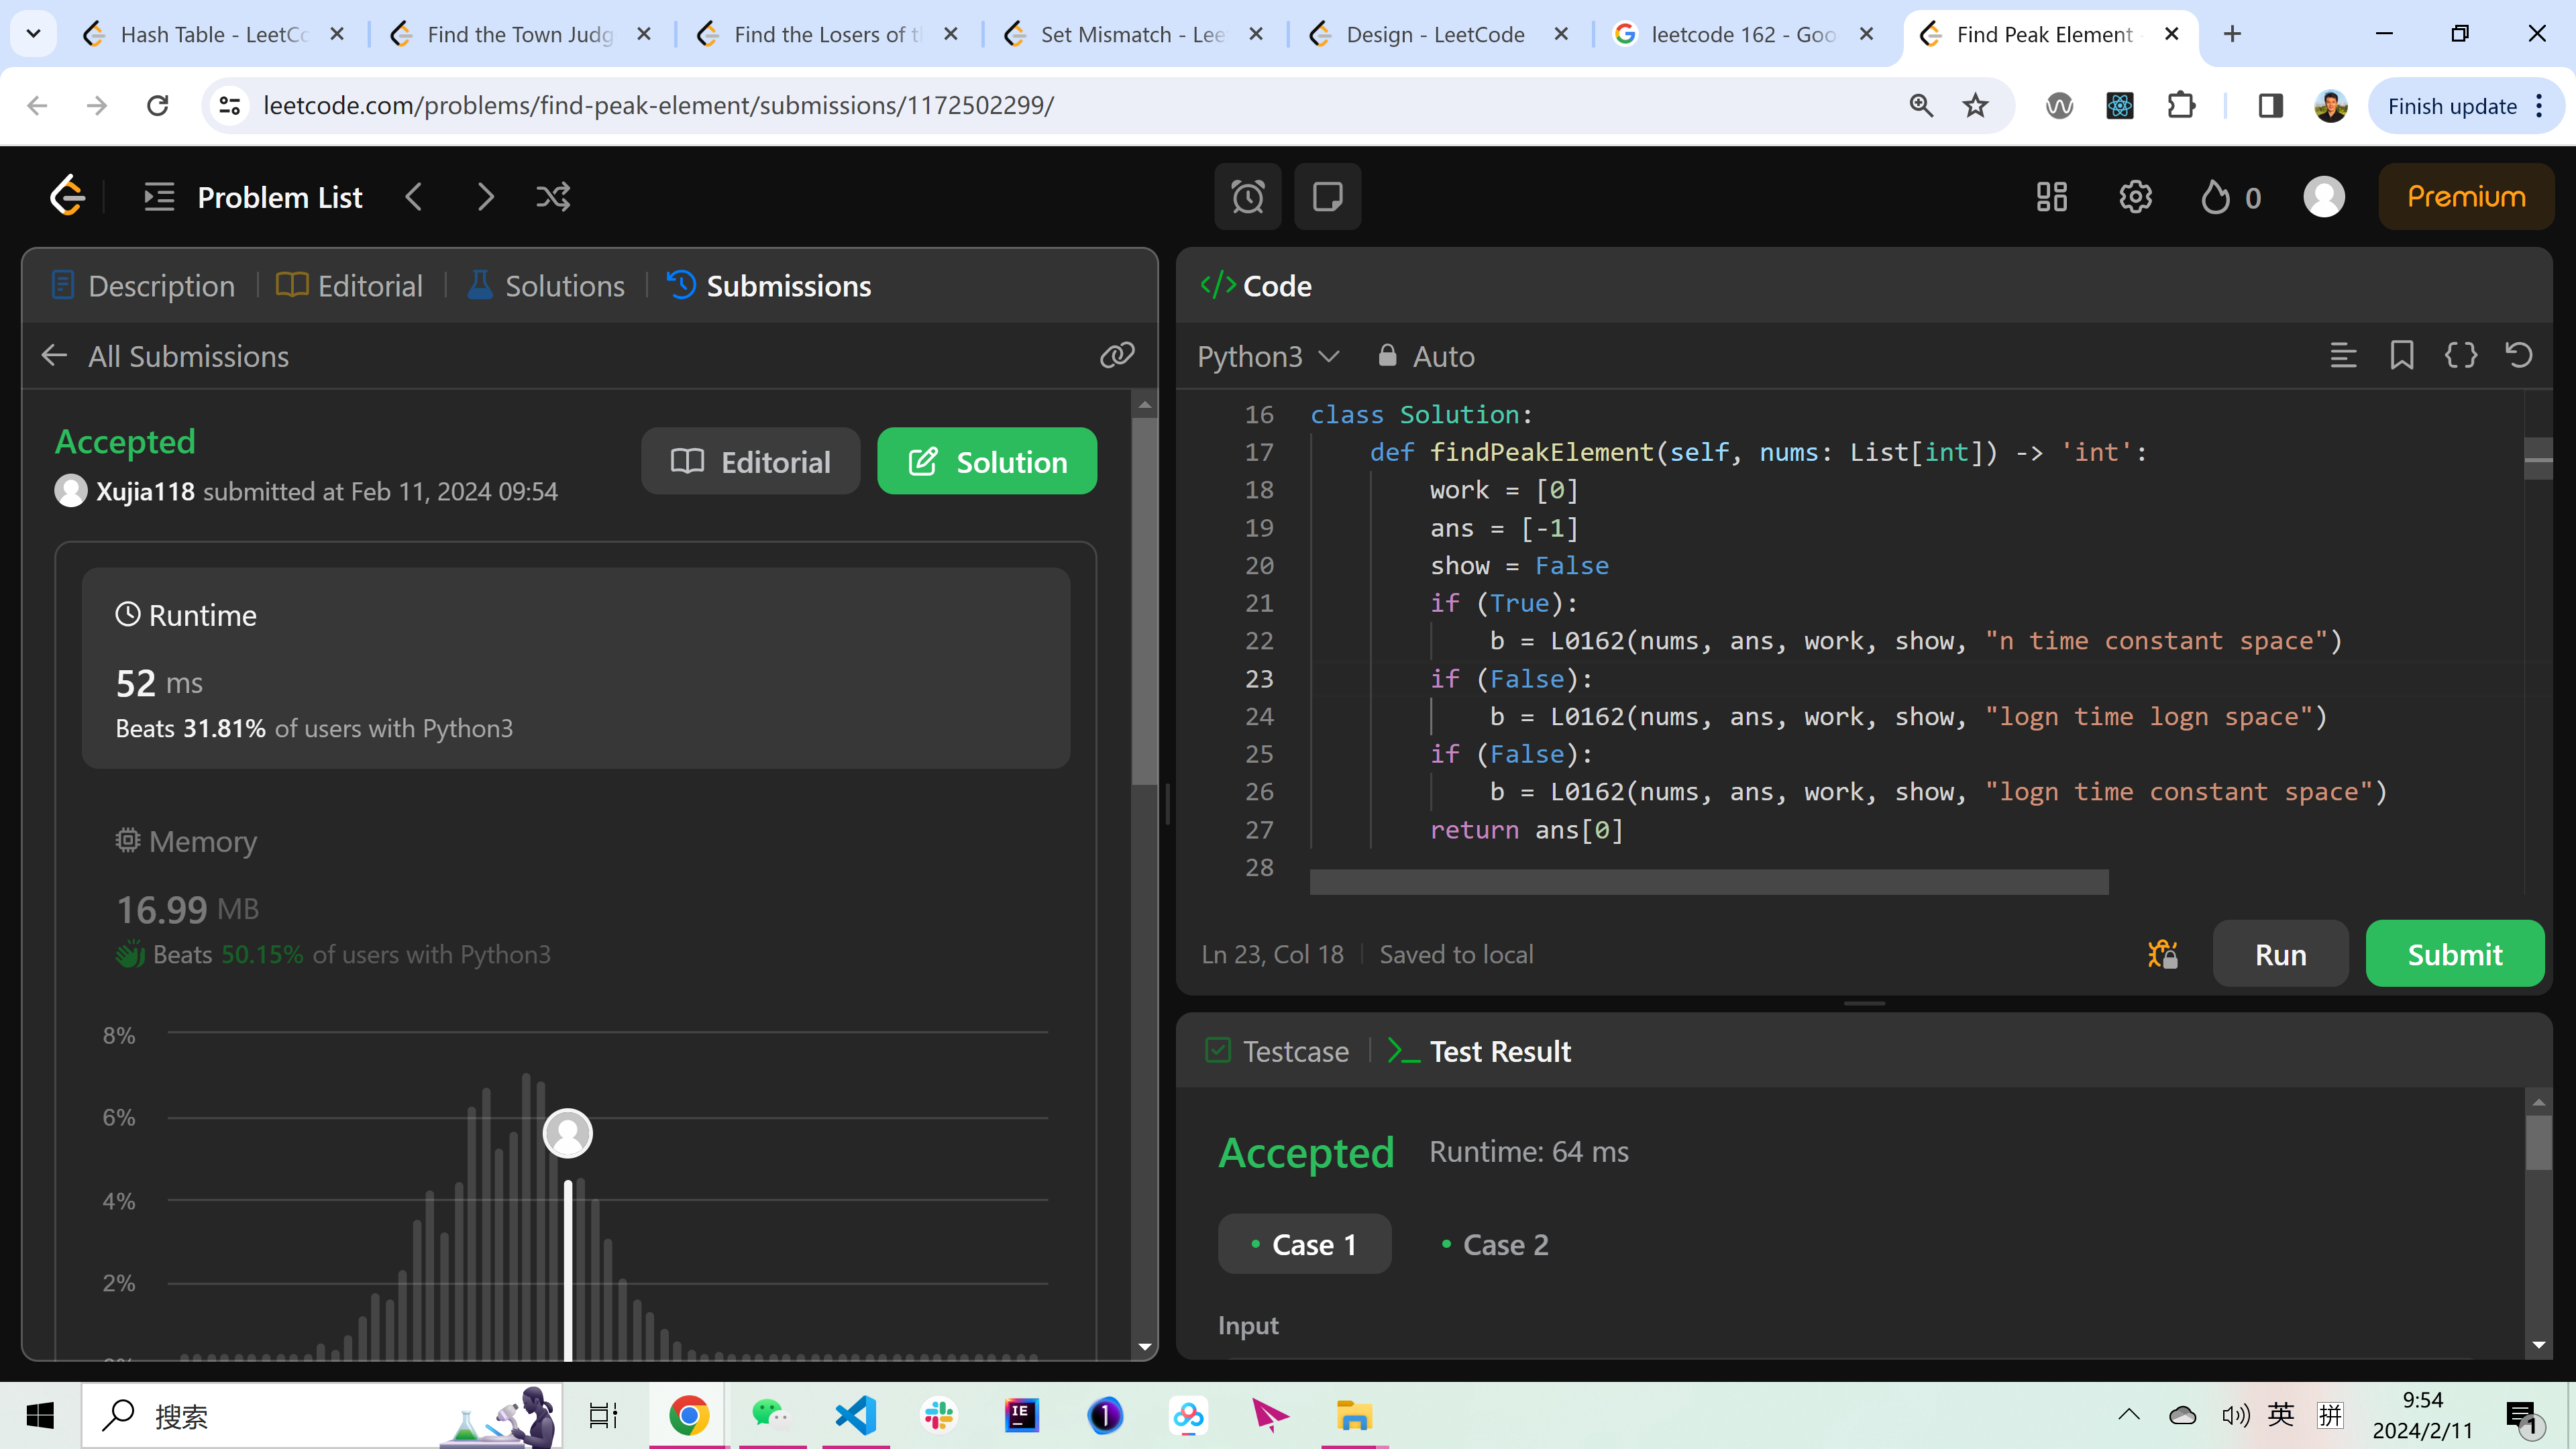 Hash Table - LeetCo
Find the Town Judg
Find the Losers of t
Set Mismatch - Lee
Design - LeetCode
leetcode 162 - Goo
Find Peak Element
leetcode.com/problems/find-peak-element/submissions/1172502299/
Finish update
Problem List
0
Premium
Description
Editorial
Solutions
Submissions
All Submissions
Accepted
Editorial
Solution
Xujia118 submitted at Feb 11, 2024 09:54
Runtime
52 ms
Beats 31.81% of users with Python3
Memory
16.99 MB
Beats 50.15% of users with Python3
8%
6%
4%
2%
Code
Python3
Auto
16 class Solution:
17 def findPeakElement(self, nums: List[int]) -> 'int':
18 work = [0]
19 ans = [-1]
20 show = False
21 if (True):
22 b = L0162(nums, ans, work, show, "n time constant space")
23 if (False):
24 b = L0162(nums, ans, work, show, "logn time logn space")
25 if (False):
26 b = L0162(nums, ans, work, show, "logn time constant space")
27 return ans[0]
28
Ln 23, Col 18
Saved to local
Run
Submit
Testcase
Test Result
Accepted
Runtime: 64 ms
Case 1
Case 2
Input
搜索
英
拼
9:54
2024/2/11
1